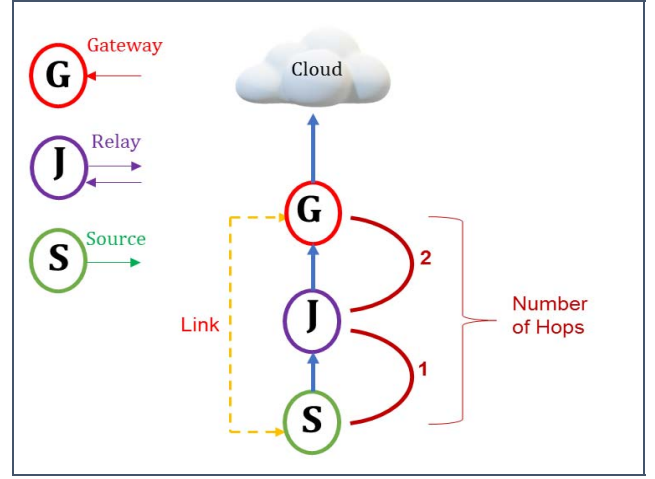 Gateway
G
Cloud
Relay
J
G
Source
S
2
Number
of Hops
J
Link
1
S